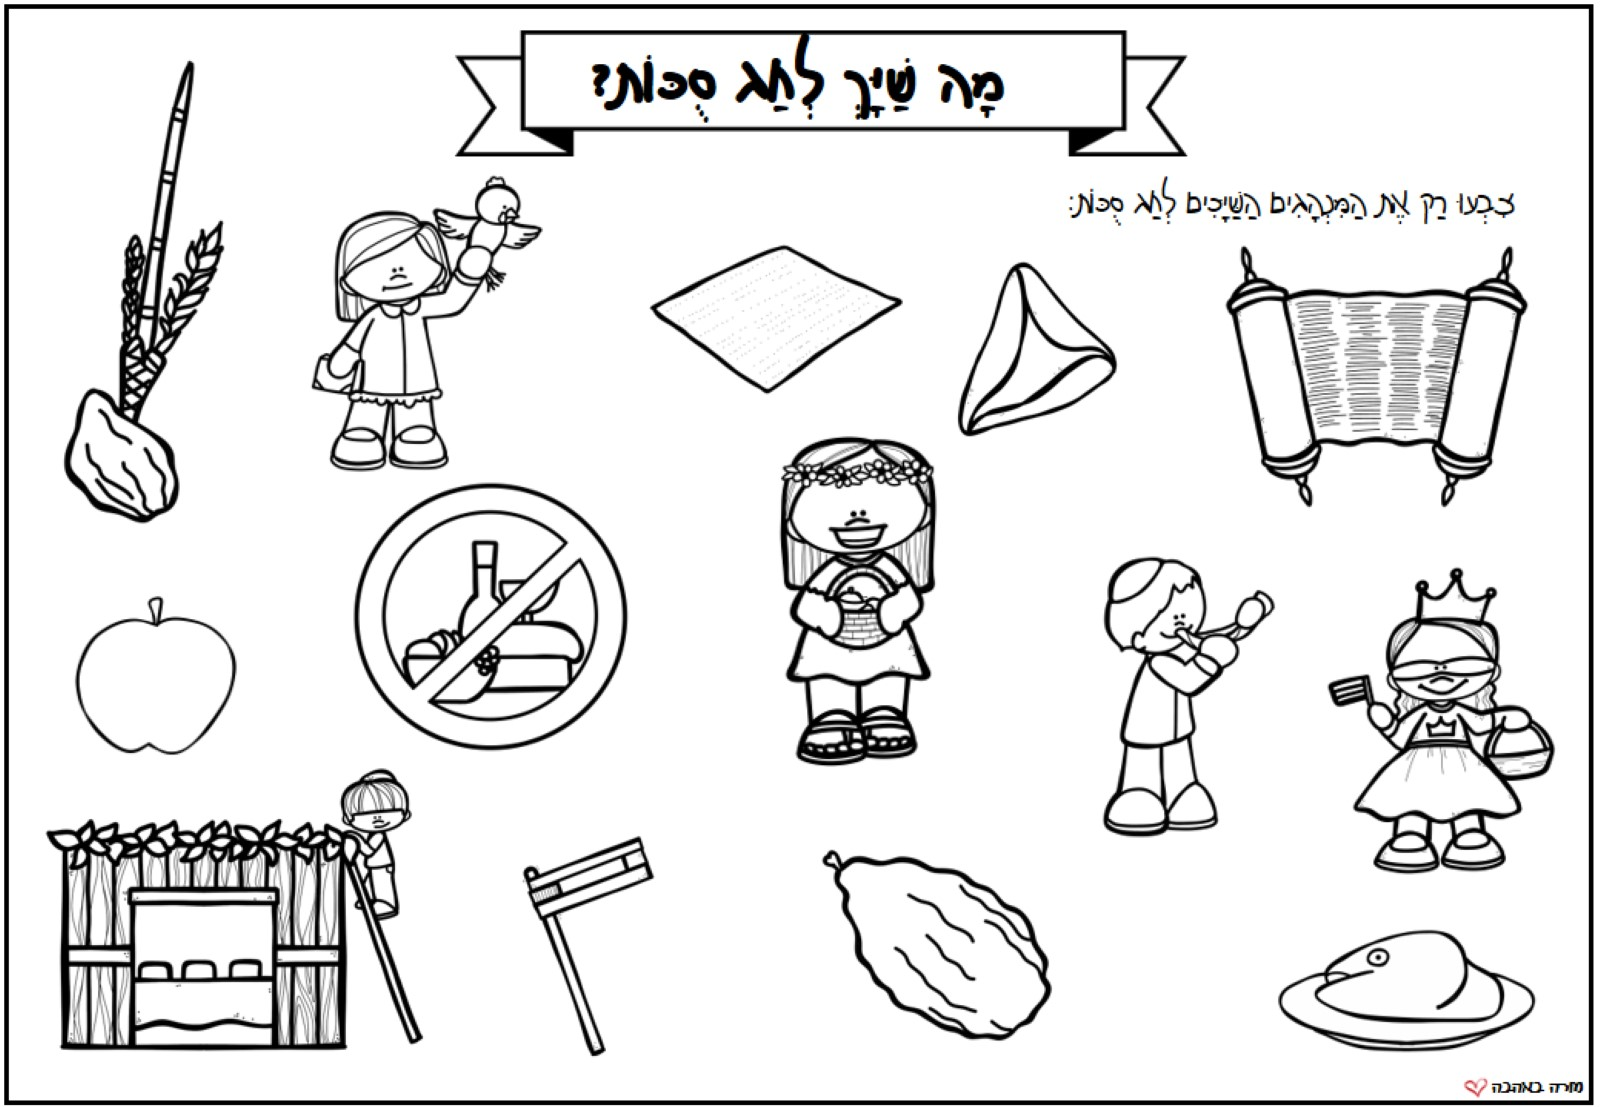 מָה שַׁיָּךְ לְחַג סֻכּוֹת?
צִבְעוּ רַק אֶת הַמִּנְהָגִים הַשַּׁיָּכִים לְחַג סֻכּוֹת:
מורה באהבה